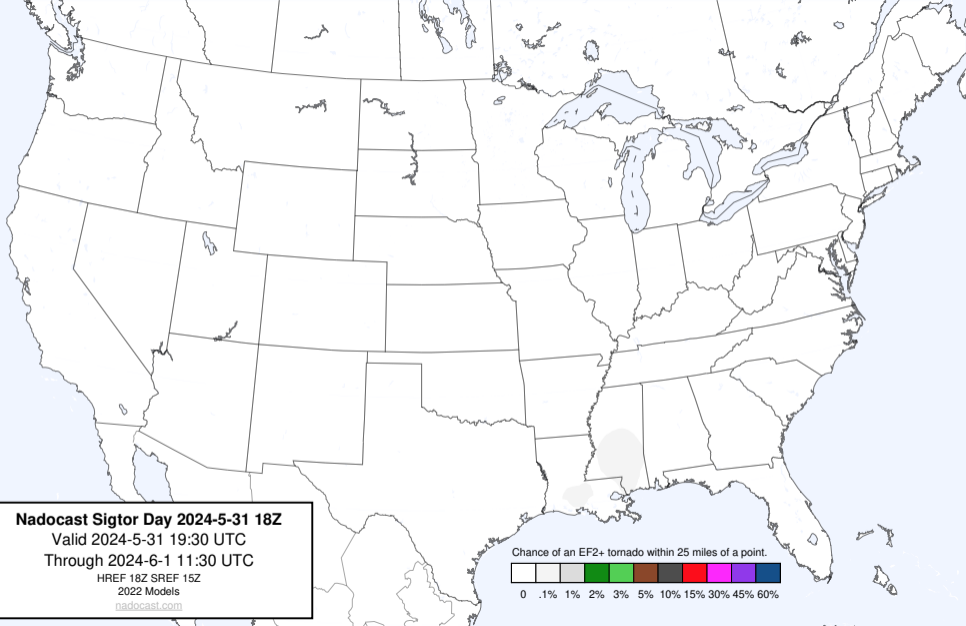 Nadocast Sigtor Day 2024-5-31 18Z
Valid 2024-5-31 19:30 UTC
Through 2024-6-1 11:30 UTC
HREF 18Z SREF 15Z
2022 Models
nadocast.com
Chance of an EF2+ tornado within 25 miles of a point.
0 .1% 1% 2% 3% 5% 10% 15% 30% 45% 60%